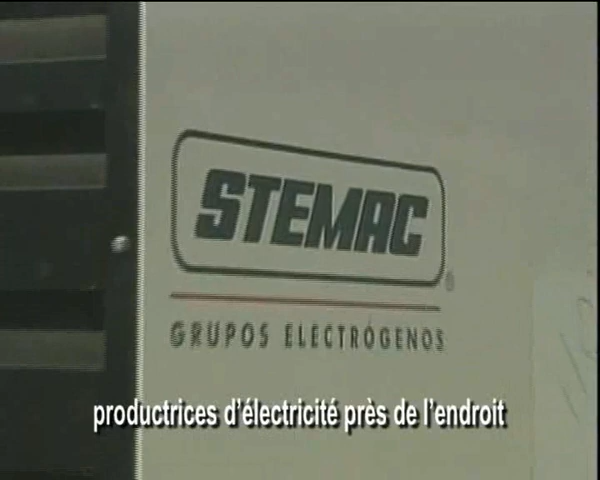 STEMAC®
GRUPOS ELECTRÓGENOS
productrices d'électricité près de l'endroit